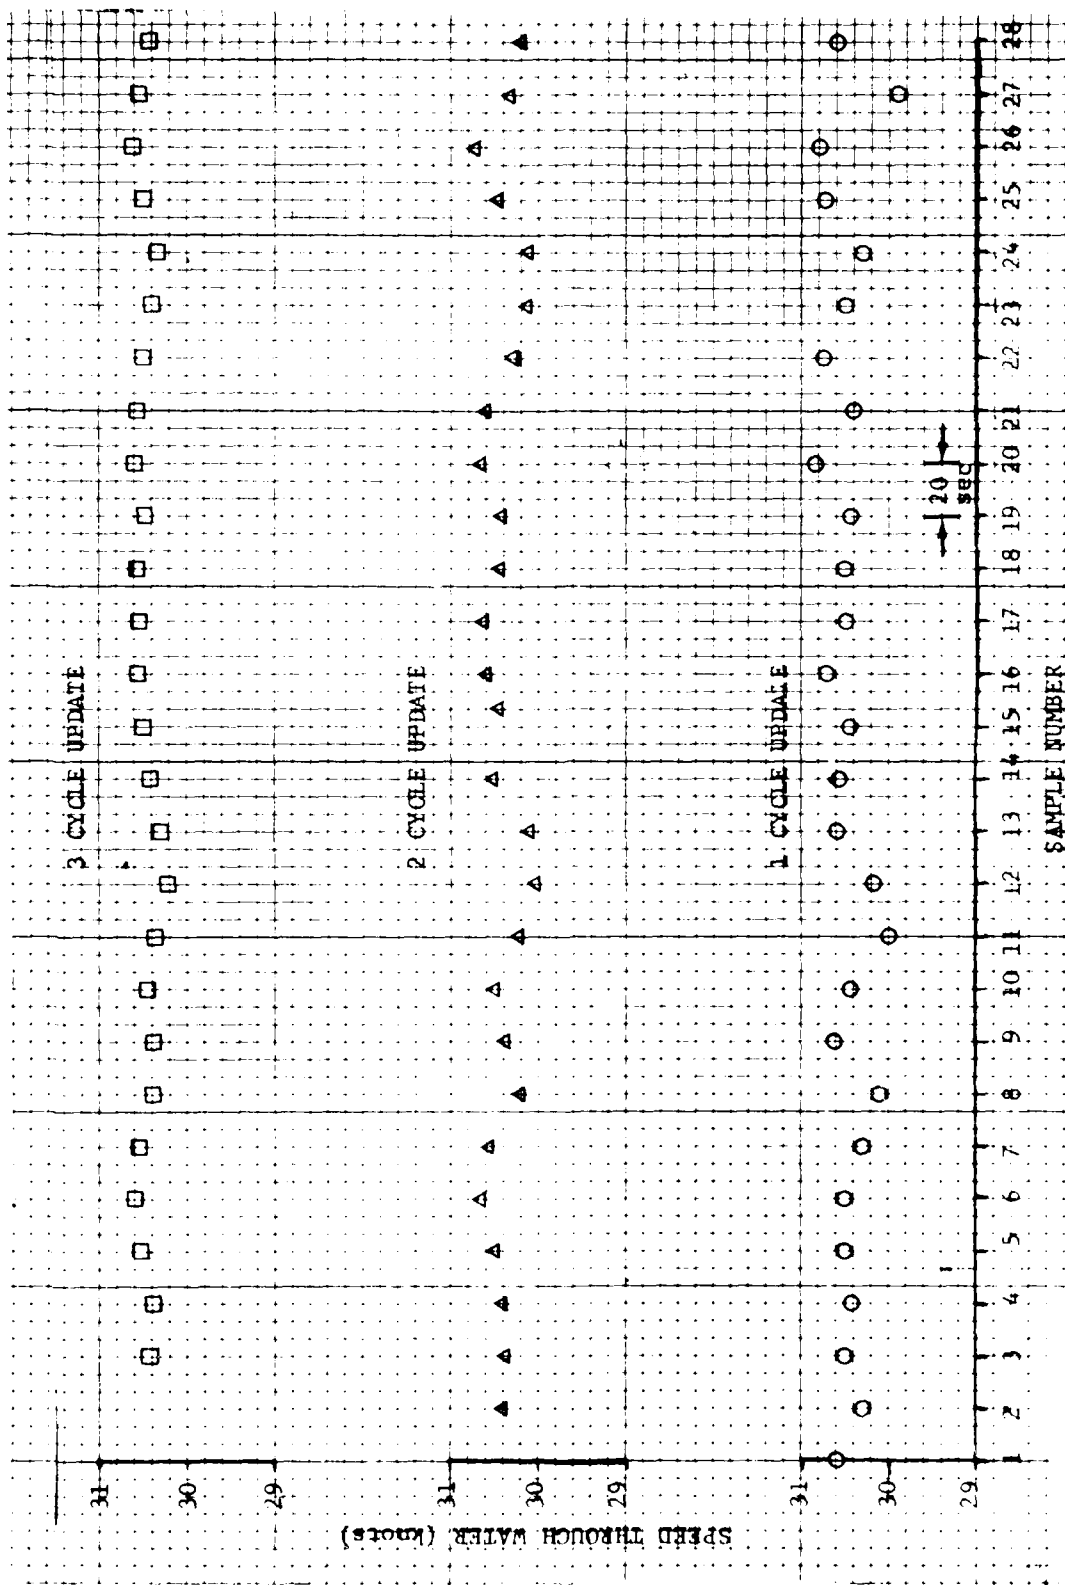 3 CYCLE UPDATE
31
30
29
2 CYCLE UPDATE
31
30
29
1 CYCLE UPDATE
31
30
29
20
sec
1 2 3 4 5 6 7 8 9 10 11 12 13 14 15 16 17 18 19 20 21 22 23 24 25 26 27 28
SAMPLE NUMBER
SPEED THROUGH WATER (knots)